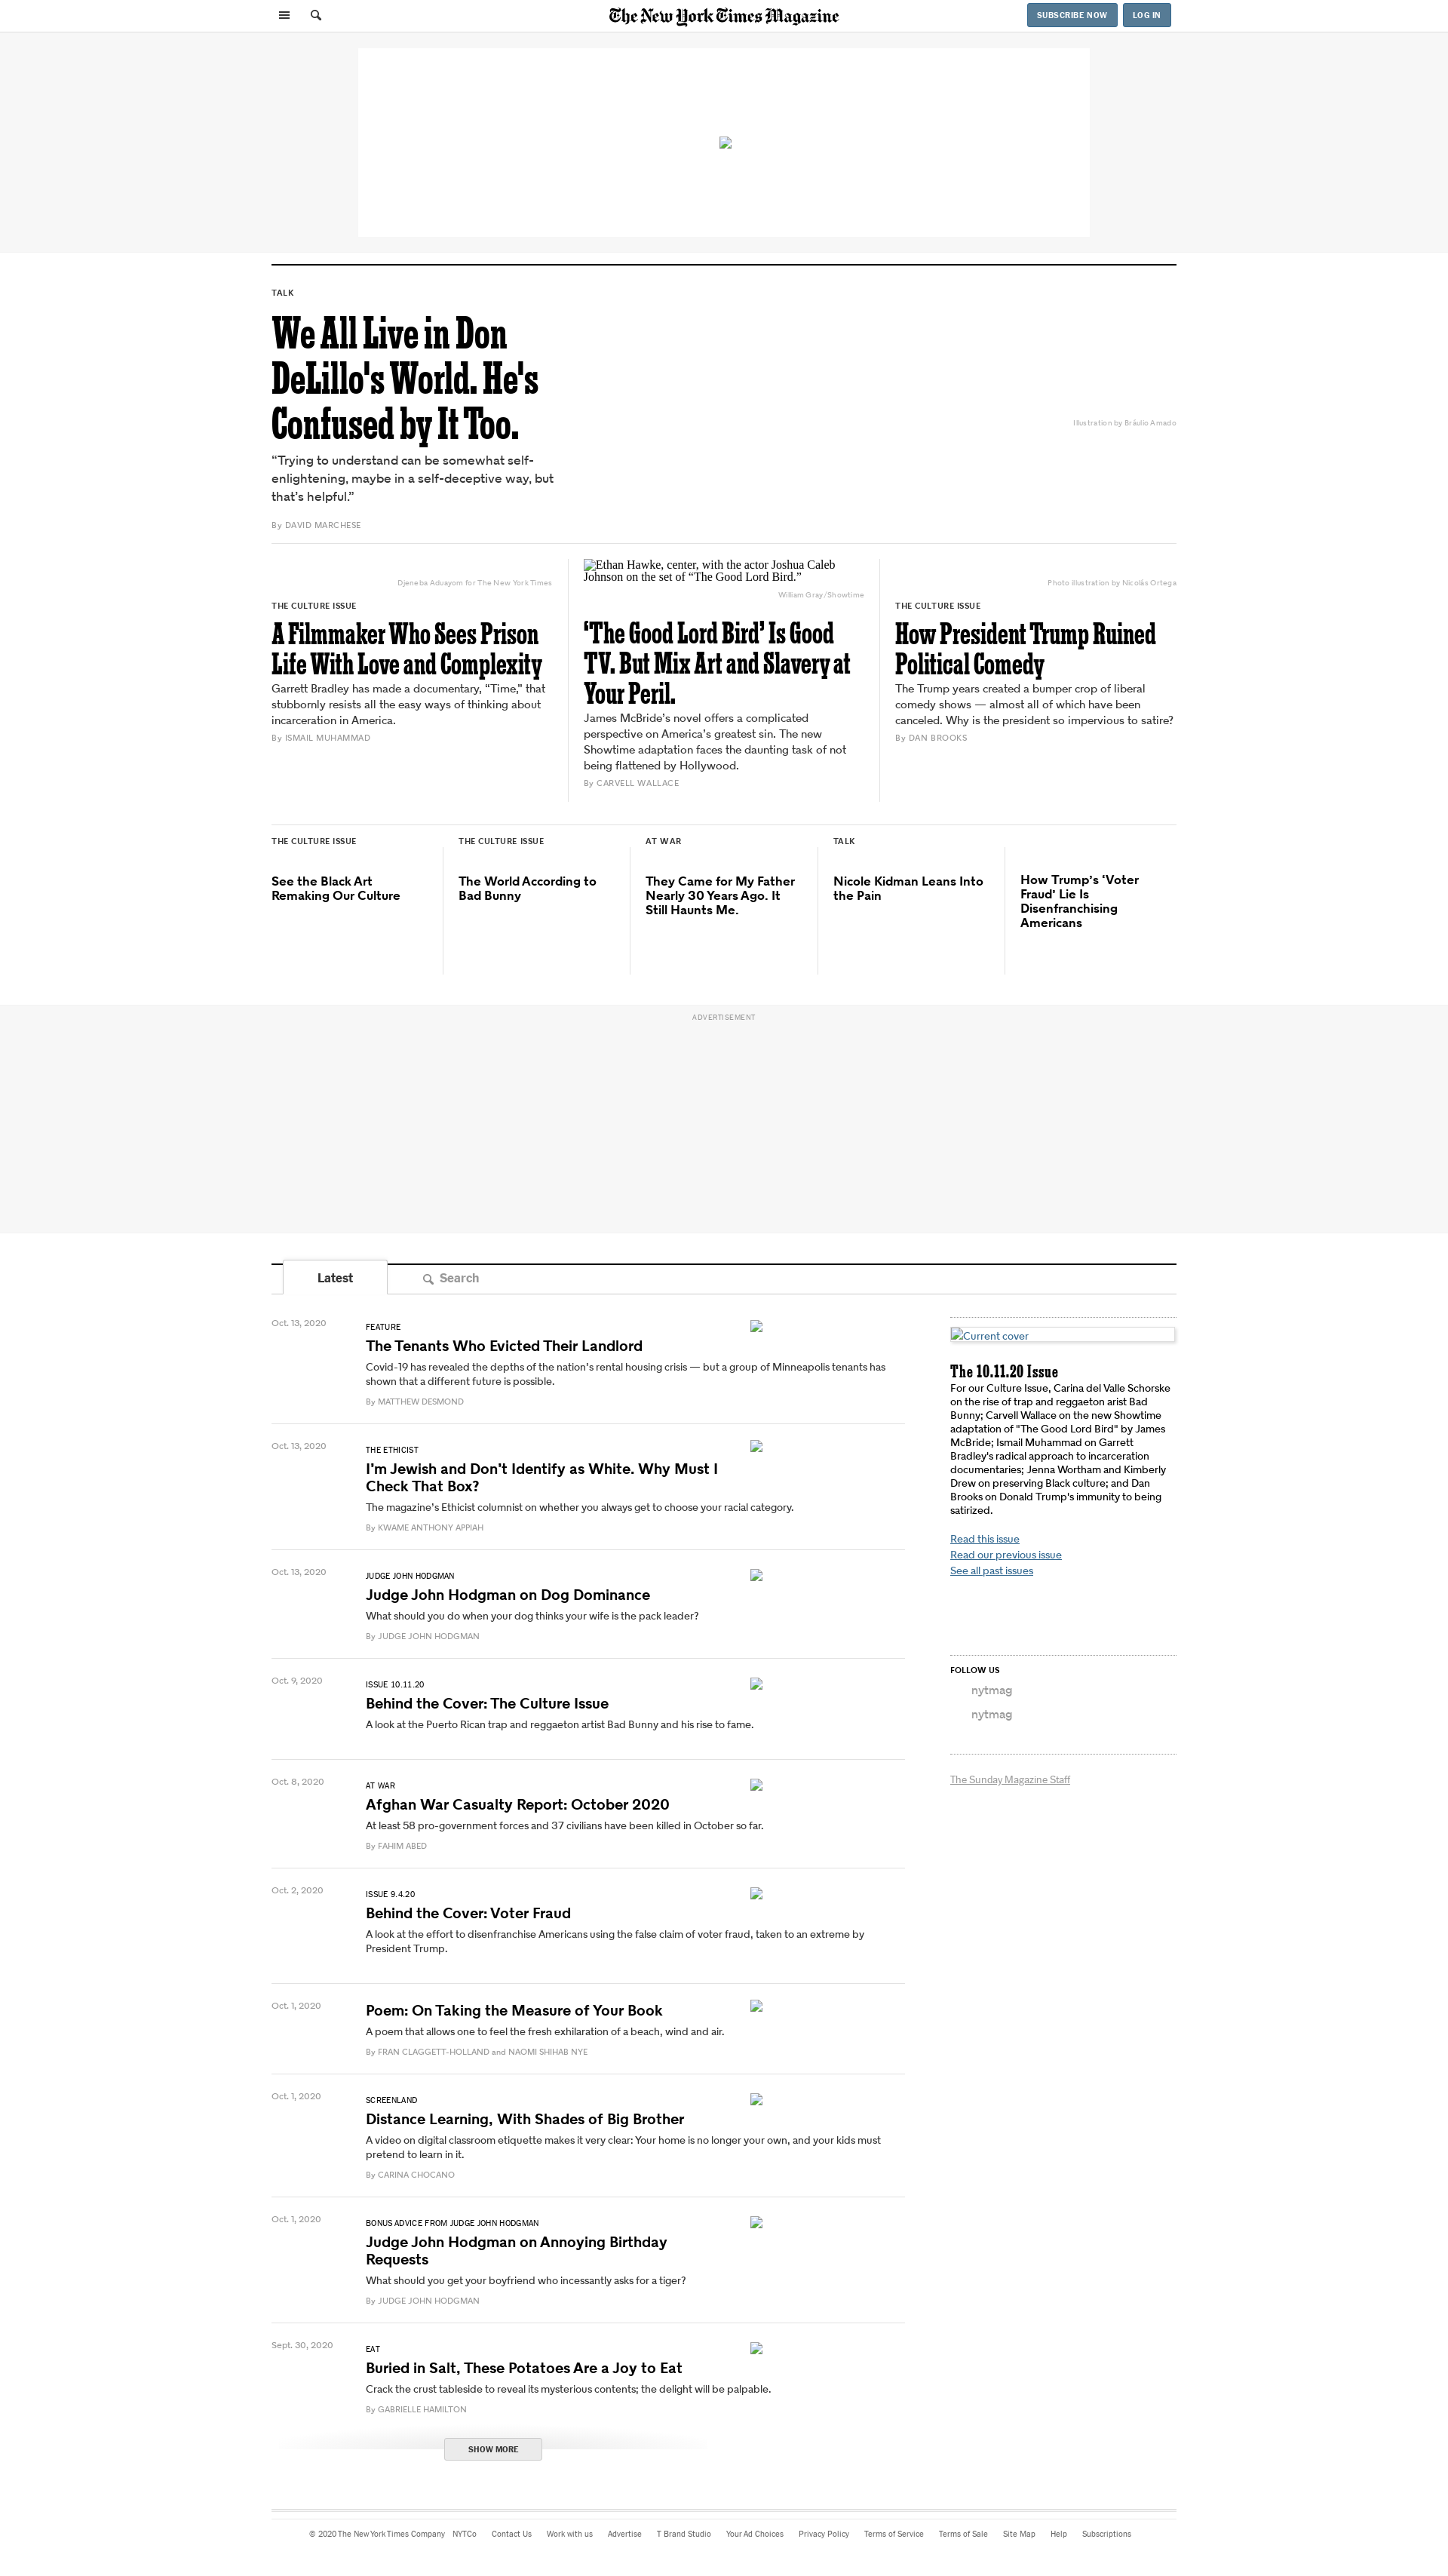 The New York Times Magazine
SUBSCRIBE NOW
LOG IN
TALK
We All Live in Don
DeLillo's World. He's
Confused by It Too.
“Trying to understand can be somewhat self-
enlightening, maybe in a self-deceptive way, but
that’s helpful.”
By DAVID MARCHESE
Illustration by Bráulio Amado
Djeneba Aduayom for The New York Times
THE CULTURE ISSUE
A Filmmaker Who Sees Prison
Life With Love and Complexity
Garrett Bradley has made a documentary, “Time,” that
stubbornly resists all the easy ways of thinking about
incarceration in America.
By ISMAIL MUHAMMAD
Ethan Hawke, center, with the actor Joshua Caleb
Johnson on the set of “The Good Lord Bird.”
William Gray/Showtime
‘The Good Lord Bird’ Is Good
TV. But Mix Art and Slavery at
Your Peril.
James McBride’s novel offers a complicated
perspective on America’s greatest sin. The new
Showtime adaptation faces the daunting task of not
being flattened by Hollywood.
By CARVELL WALLACE
Photo illustration by Nicolás Ortega
THE CULTURE ISSUE
How President Trump Ruined
Political Comedy
The Trump years created a bumper crop of liberal
comedy shows — almost all of which have been
canceled. Why is the president so impervious to satire?
By DAN BROOKS
THE CULTURE ISSUE
See the Black Art
Remaking Our Culture
THE CULTURE ISSUE
The World According to
Bad Bunny
AT WAR
They Came for My Father
Nearly 30 Years Ago. It
Still Haunts Me.
TALK
Nicole Kidman Leans Into
the Pain
How Trump’s ‘Voter
Fraud’ Lie Is
Disenfranchising
Americans
ADVERTISEMENT
Latest
Search
Oct. 13, 2020
FEATURE
The Tenants Who Evicted Their Landlord
Covid-19 has revealed the depths of the nation’s rental housing crisis — but a group of Minneapolis tenants has
shown that a different future is possible.
By MATTHEW DESMOND
Oct. 13, 2020
THE ETHICIST
I’m Jewish and Don’t Identify as White. Why Must I
Check That Box?
The magazine’s Ethicist columnist on whether you always get to choose your racial category.
By KWAME ANTHONY APPIAH
Oct. 13, 2020
JUDGE JOHN HODGMAN
Judge John Hodgman on Dog Dominance
What should you do when your dog thinks your wife is the pack leader?
By JUDGE JOHN HODGMAN
Oct. 9, 2020
ISSUE 10.11.20
Behind the Cover: The Culture Issue
A look at the Puerto Rican trap and reggaeton artist Bad Bunny and his rise to fame.
Oct. 8, 2020
AT WAR
Afghan War Casualty Report: October 2020
At least 58 pro-government forces and 37 civilians have been killed in October so far.
By FAHIM ABED
Oct. 2, 2020
ISSUE 9.4.20
Behind the Cover: Voter Fraud
A look at the effort to disenfranchise Americans using the false claim of voter fraud, taken to an extreme by
President Trump.
Oct. 1, 2020
Poem: On Taking the Measure of Your Book
A poem that allows one to feel the fresh exhilaration of a beach, wind and air.
By FRAN CLAGGETT-HOLLAND and NAOMI SHIHAB NYE
Oct. 1, 2020
SCREENLAND
Distance Learning, With Shades of Big Brother
A video on digital classroom etiquette makes it very clear: Your home is no longer your own, and your kids must
pretend to learn in it.
By CARINA CHOCANO
Oct. 1, 2020
BONUS ADVICE FROM JUDGE JOHN HODGMAN
Judge John Hodgman on Annoying Birthday
Requests
What should you get your boyfriend who incessantly asks for a tiger?
By JUDGE JOHN HODGMAN
Sept. 30, 2020
EAT
Buried in Salt, These Potatoes Are a Joy to Eat
Crack the crust tableside to reveal its mysterious contents; the delight will be palpable.
By GABRIELLE HAMILTON
SHOW MORE
Current cover
The 10.11.20 Issue
For our Culture Issue, Carina del Valle Schorske
on the rise of trap and reggaeton arist Bad
Bunny; Carvell Wallace on the new Showtime
adaptation of "The Good Lord Bird" by James
McBride; Ismail Muhammad on Garrett
Bradley's radical approach to incarceration
documentaries; Jenna Wortham and Kimberly
Drew on preserving Black culture; and Dan
Brooks on Donald Trump's immunity to being
satirized.
Read this issue
Read our previous issue
See all past issues
FOLLOW US
nytmag
nytmag
The Sunday Magazine Staff
© 2020 The New York Times Company NYTCo Contact Us Work with us Advertise T Brand Studio Your Ad Choices Privacy Policy Terms of Service Terms of Sale Site Map Help Subscriptions